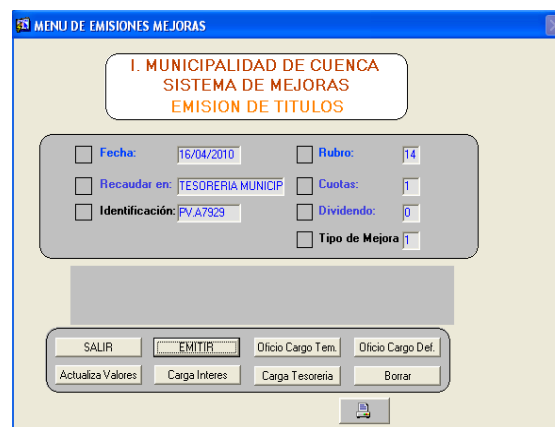 MENU DE EMISIONES MEJORAS
I. MUNICIPALIDAD DE CUENCA
SISTEMA DE MEJORAS
EMISION DE TITULOS
Fecha: 16/04/2010 Rubro: 14
Recaudar en: TESORERIA MUNICIP Cuotas: 1
Identificación: PV.A7929 Dividendo: 0
Tipo de Mejora 1
SALIR EMITIR Oficio Cargo Tem. Oficio Cargo Def.
Actualiza Valores Carga Interes Carga Tesoreria Borrar